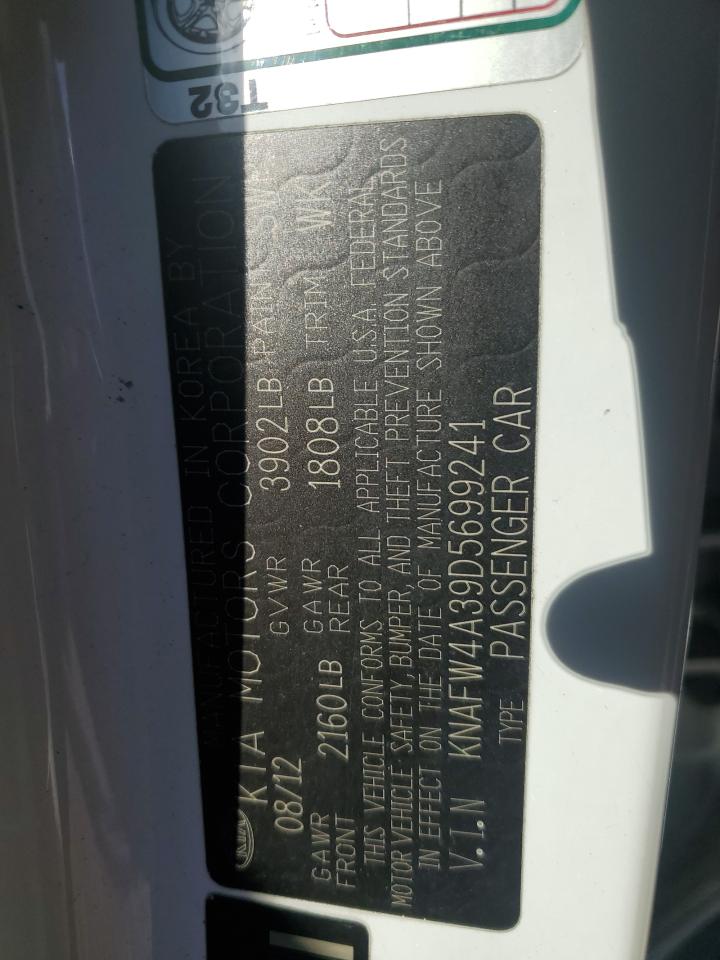 T32
MANUFACTURED IN KOREA BY
KIA KIA MOTORS CORPORATION
08/12 GVWR 3902LB PAINT
GAWR FRONT 2160LB GAWR REAR 1808LB TRIM WK
THIS VEHICLE CONFORMS TO ALL APPLICABLE U.S.A. FEDERAL
MOTOR VEHICLE SAFETY, BUMPER, AND THEFT PREVENTION STANDARDS
IN EFFECT ON THE DATE OF MANUFACTURE SHOWN ABOVE
V.I.N KNAFW4A39D5699241
TYPE PASSENGER CAR